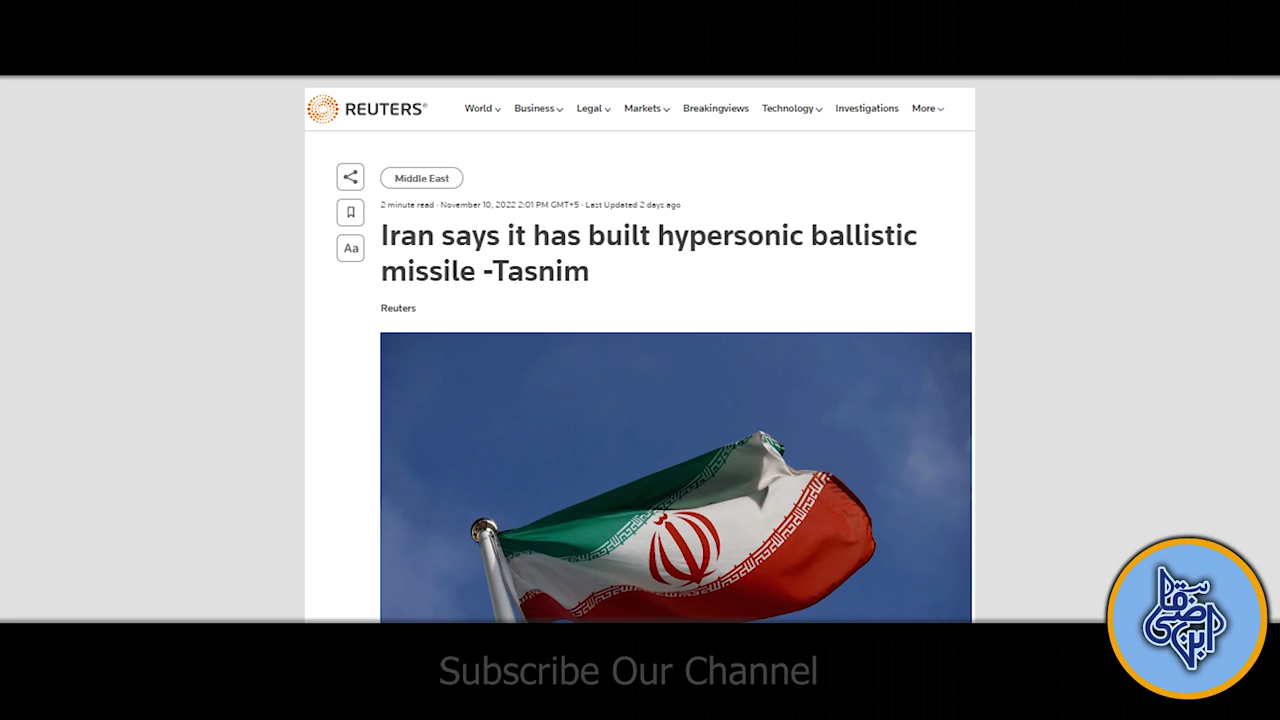 REUTERS®
World
Business
Legal
Markets
Breakingviews
Technology
Investigations
More
Middle East
2 minute read · November 10, 2022 2:01 PM GMT+5 · Last Updated 2 days ago
Aa
Iran says it has built hypersonic ballistic
missile -Tasnim
Reuters
Subscribe Our Channel